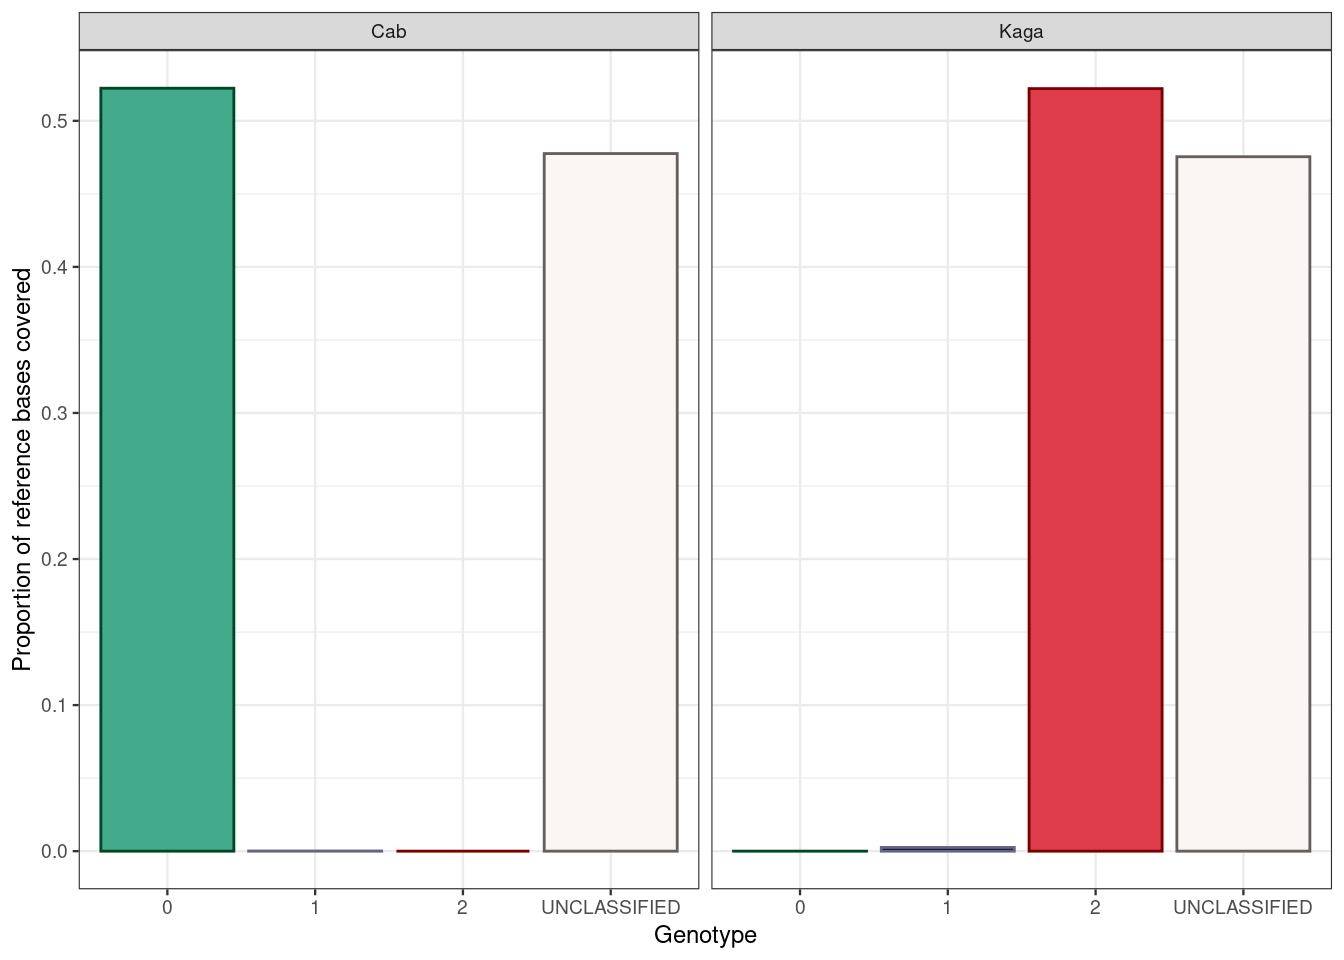 Cab
Kaga
Proportion of reference bases covered
0.5
0.4
0.3
0.2
0.1
0.0
0 1 2 UNCLASSIFIED
0 1 2 UNCLASSIFIED
Genotype